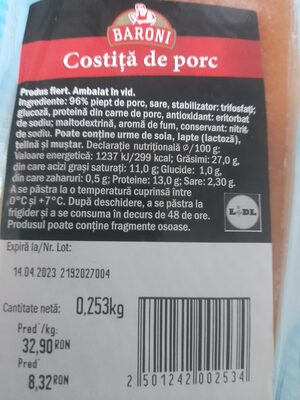 BARONI
Costiță de porc
Produs fiert. Ambalat în vid.
Ingrediente: 96% piept de porc, sare, stabilizator: trifosfați;
glucoză, proteină din carne de porc, antioxidant: eritorbat
de sodiu; maltodextrină, aromă de fum, conservant: nitrit
de sodiu. Poate conține urme de soia, lapte (lactoză),
țelină și muștar. Declarație nutrițională ∅/100 g:
Valoare energetică: 1237 kJ/299 kcal; Grăsimi: 27,0 g,
din care acizi grași saturați: 11,0 g; Glucide: 1,0 g,
din care zaharuri: 0,5 g; Proteine: 13,0 g; Sare: 2,30 g.
A se păstra la o temperatură cuprinsă între
0°C și +7°C. După deschidere, a se păstra la
frigider și a se consuma în decurs de 48 de ore.
Produsul poate conține fragmente osoase.
LIDL
Expiră la/Nr. Lot:
14.04.2023 2192027004
Cantitate netă: 0,253kg
Preț/kg:
32,90 RON
Preț
8,32 RON
2 501242 002534